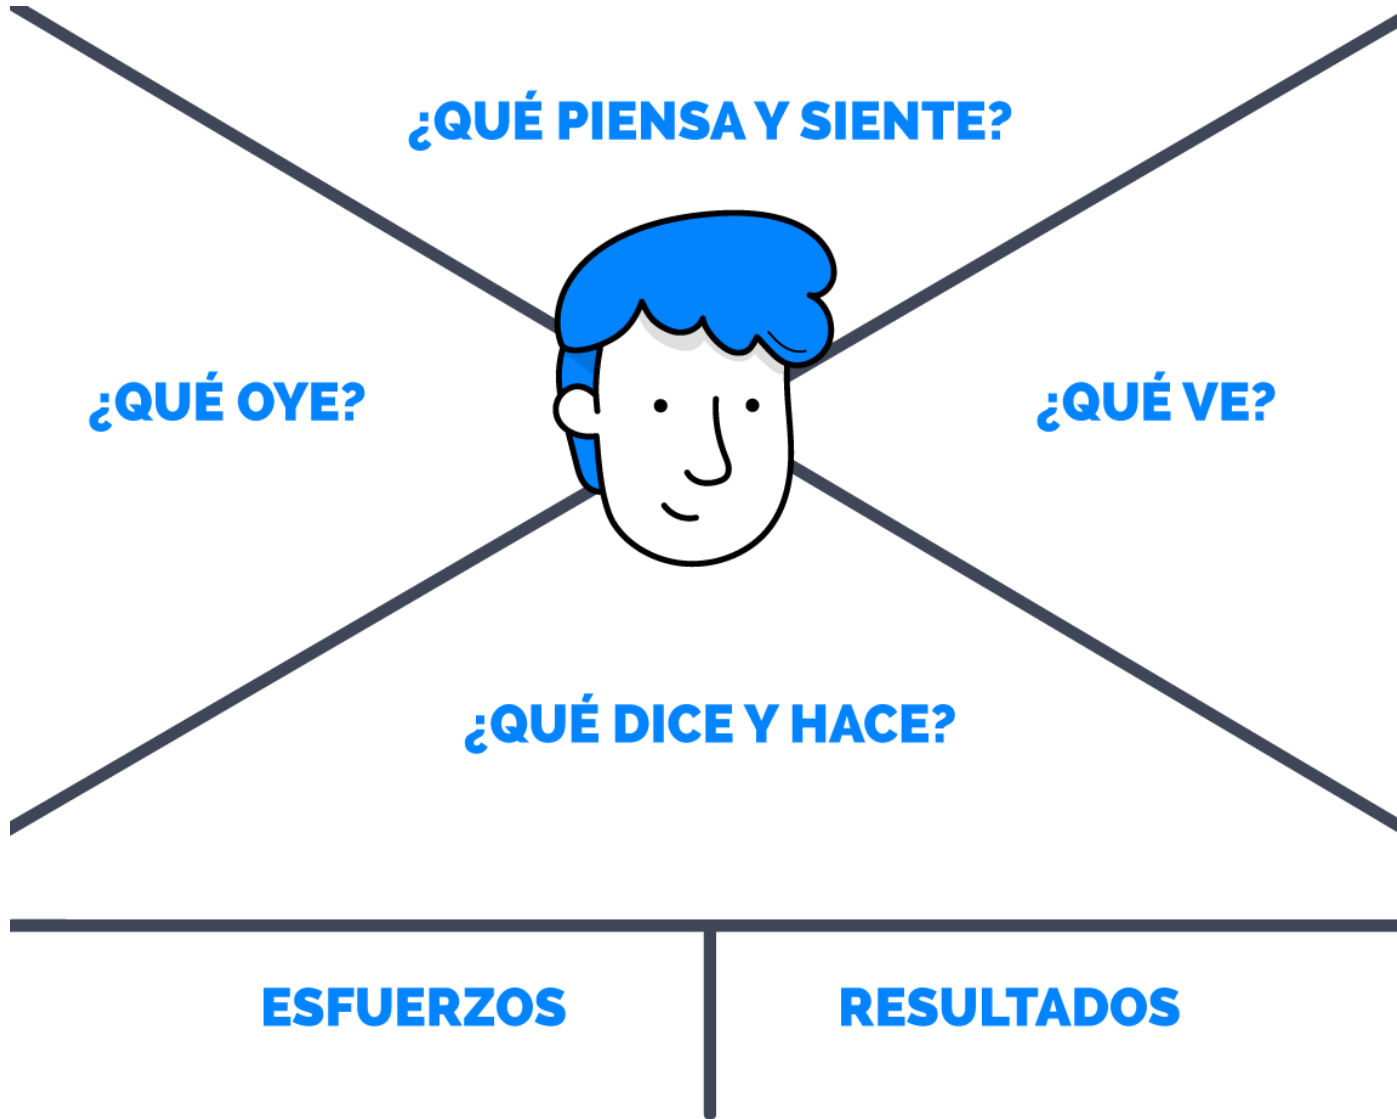 ¿QUÉ PIENSA Y SIENTE?
¿QUÉ OYE?
¿QUÉ VE?
¿QUÉ DICE Y HACE?
ESFUERZOS
RESULTADOS